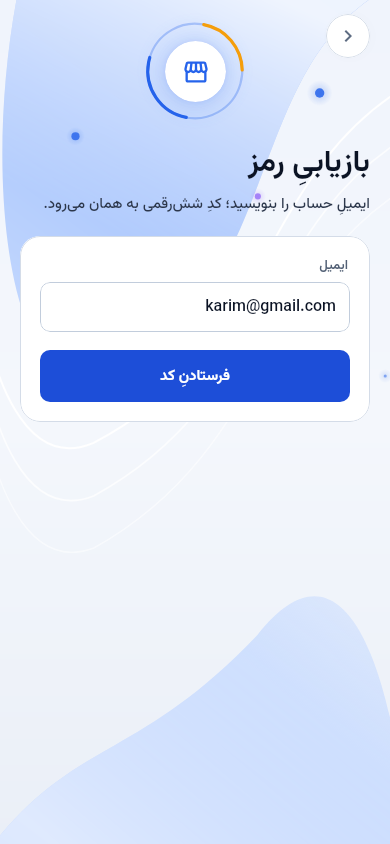 بازیابیِ رمز
ایمیلِ حساب را بنویسید؛ کدِ شش‌رقمی به همان می‌رود.
ایمیل
karim@gmail.com
فرستادنِ کد